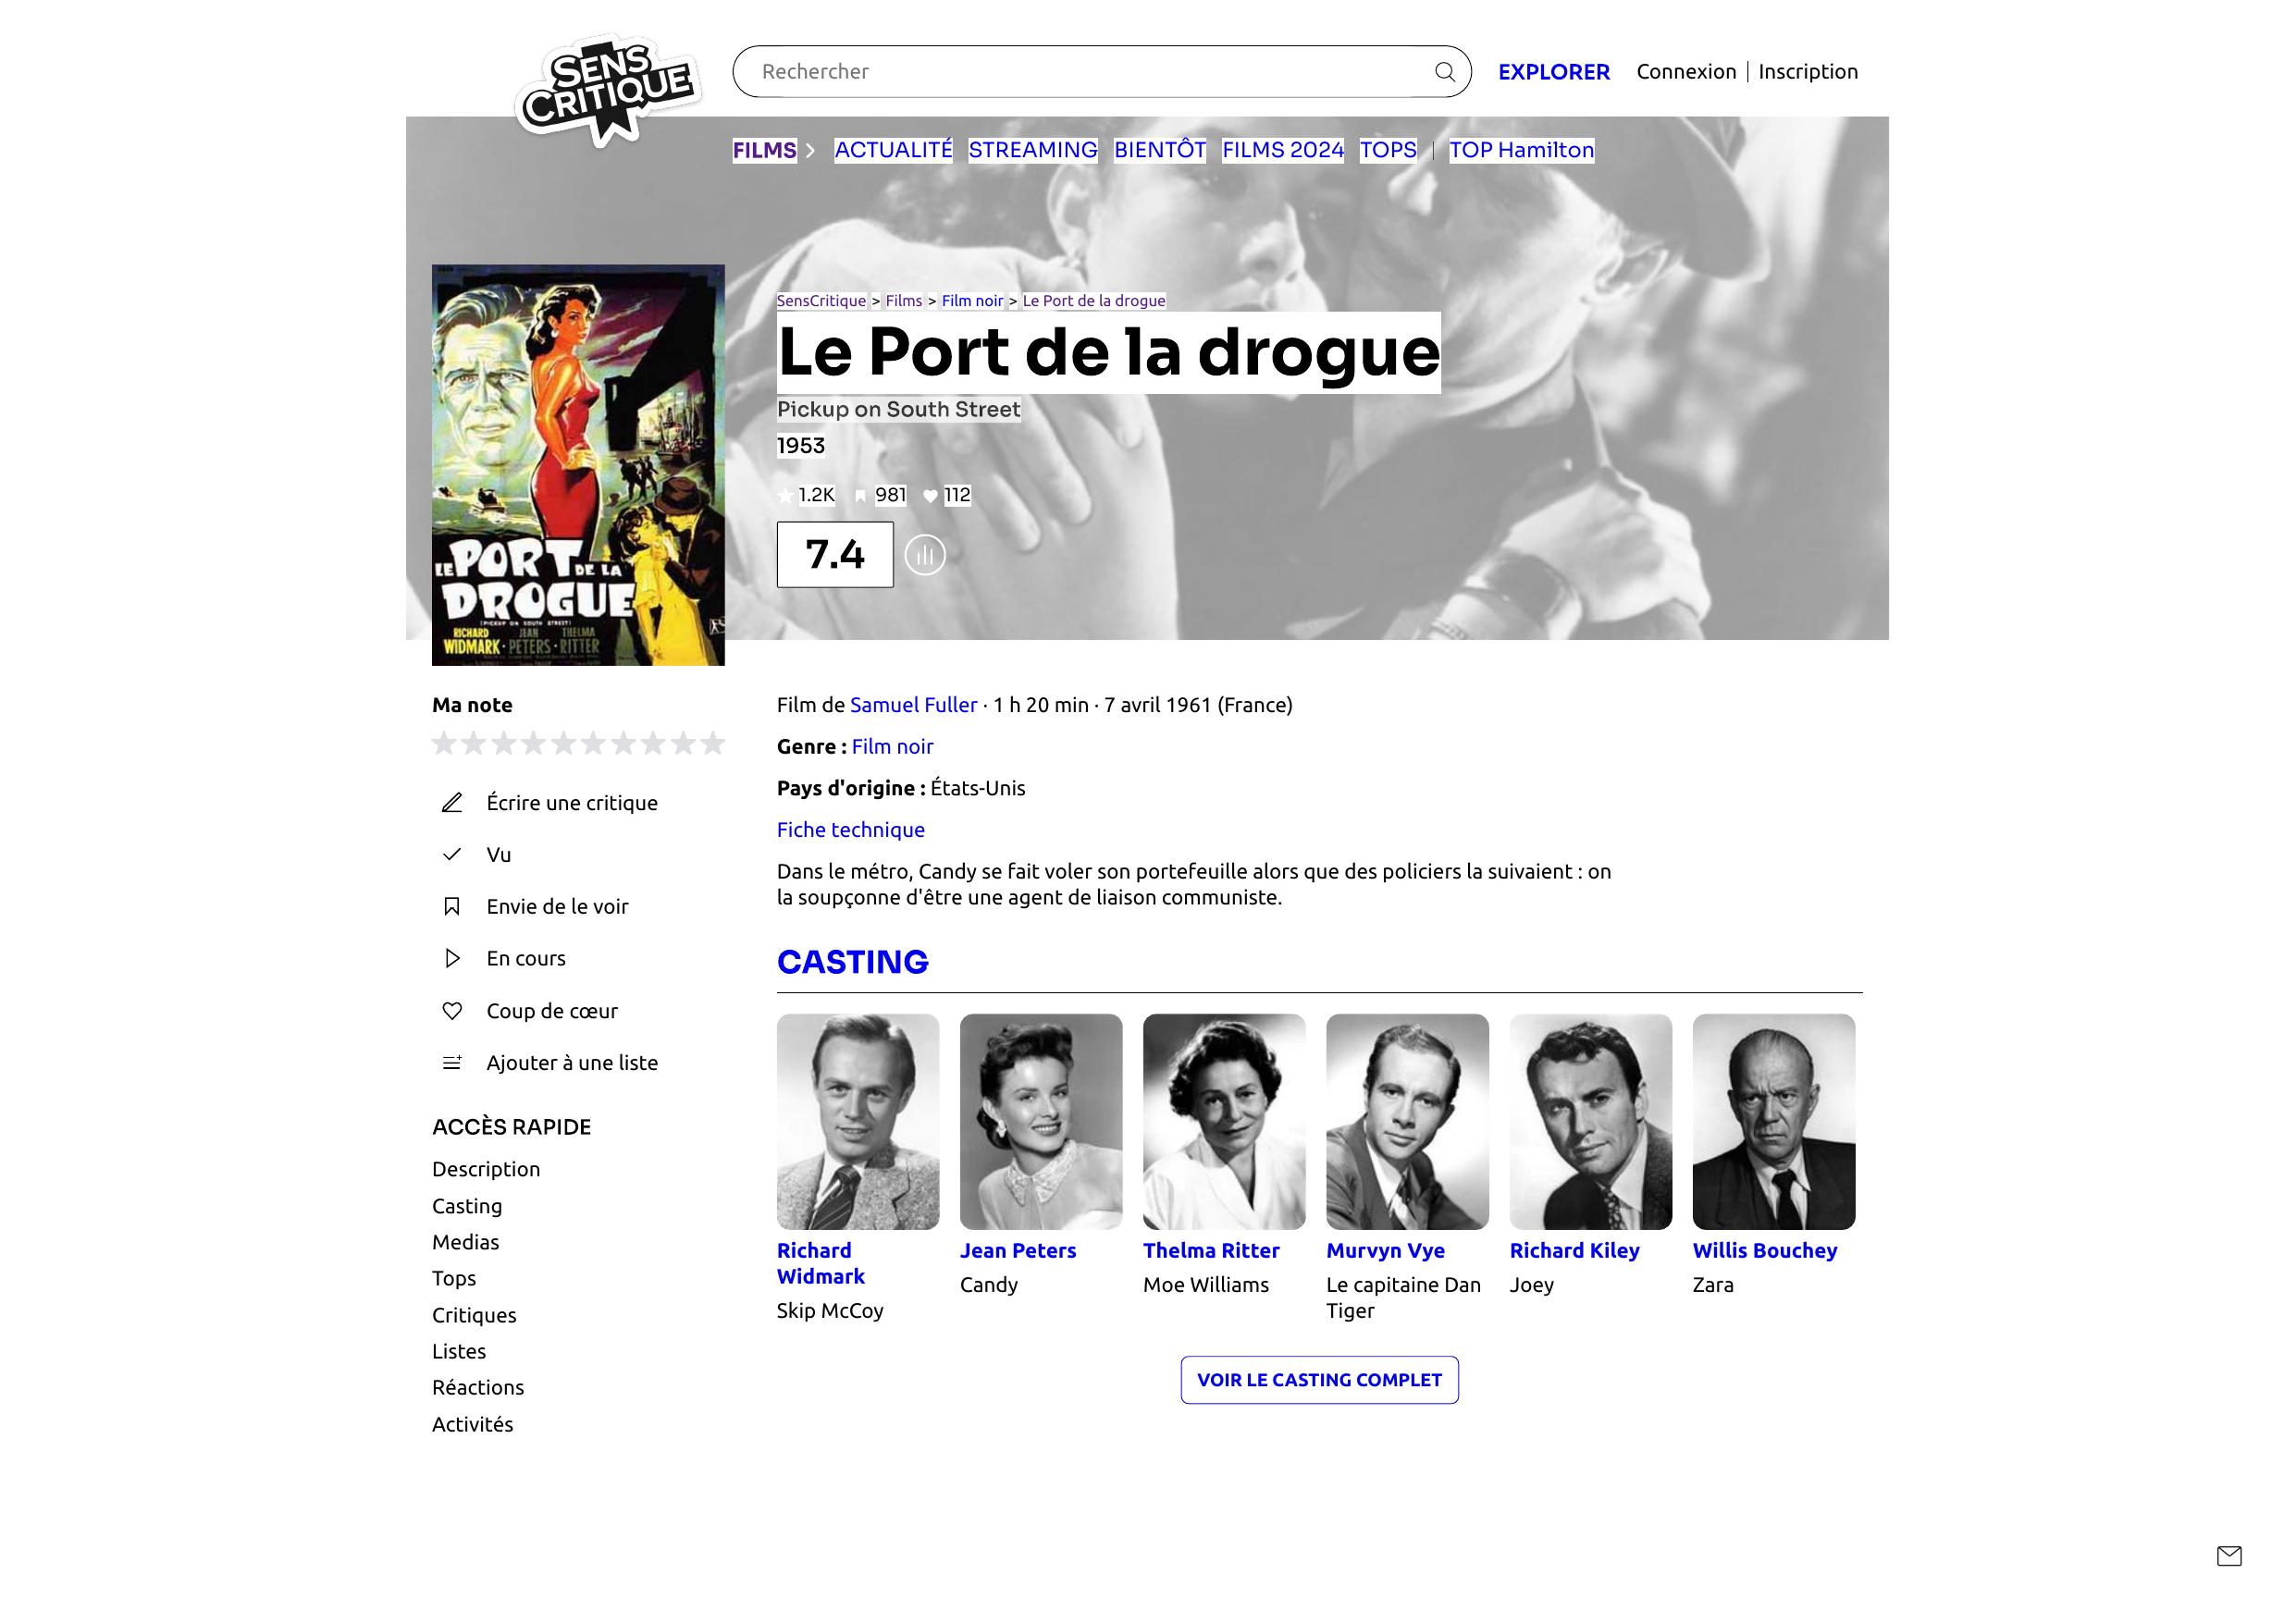 SENS
CRITIQUE
Rechercher
EXPLORER
Connexion | Inscription
FILMS
ACTUALITÉ
STREAMING
BIENTÔT
FILMS 2024
TOPS
|
TOP Hamilton
SensCritique > Films > Film noir > Le Port de la drogue
Le Port de la drogue
Pickup on South Street
1953
1.2K
981
112
7.4
LE PORT DE LA
DROGUE
(PICKUP ON SOUTH STREET)
RICHARD WIDMARK · JEAN PETERS · THELMA RITTER
Ma note
Écrire une critique
Vu
Envie de le voir
En cours
Coup de cœur
Ajouter à une liste
ACCÈS RAPIDE
Description
Casting
Medias
Tops
Critiques
Listes
Réactions
Activités
Film de Samuel Fuller · 1 h 20 min · 7 avril 1961 (France)
Genre : Film noir
Pays d'origine : États-Unis
Fiche technique
Dans le métro, Candy se fait voler son portefeuille alors que des policiers la suivaient : on
la soupçonne d'être une agent de liaison communiste.
CASTING
Richard
Widmark
Skip McCoy
Jean Peters
Candy
Thelma Ritter
Moe Williams
Murvyn Vye
Le capitaine Dan
Tiger
Richard Kiley
Joey
Willis Bouchey
Zara
VOIR LE CASTING COMPLET